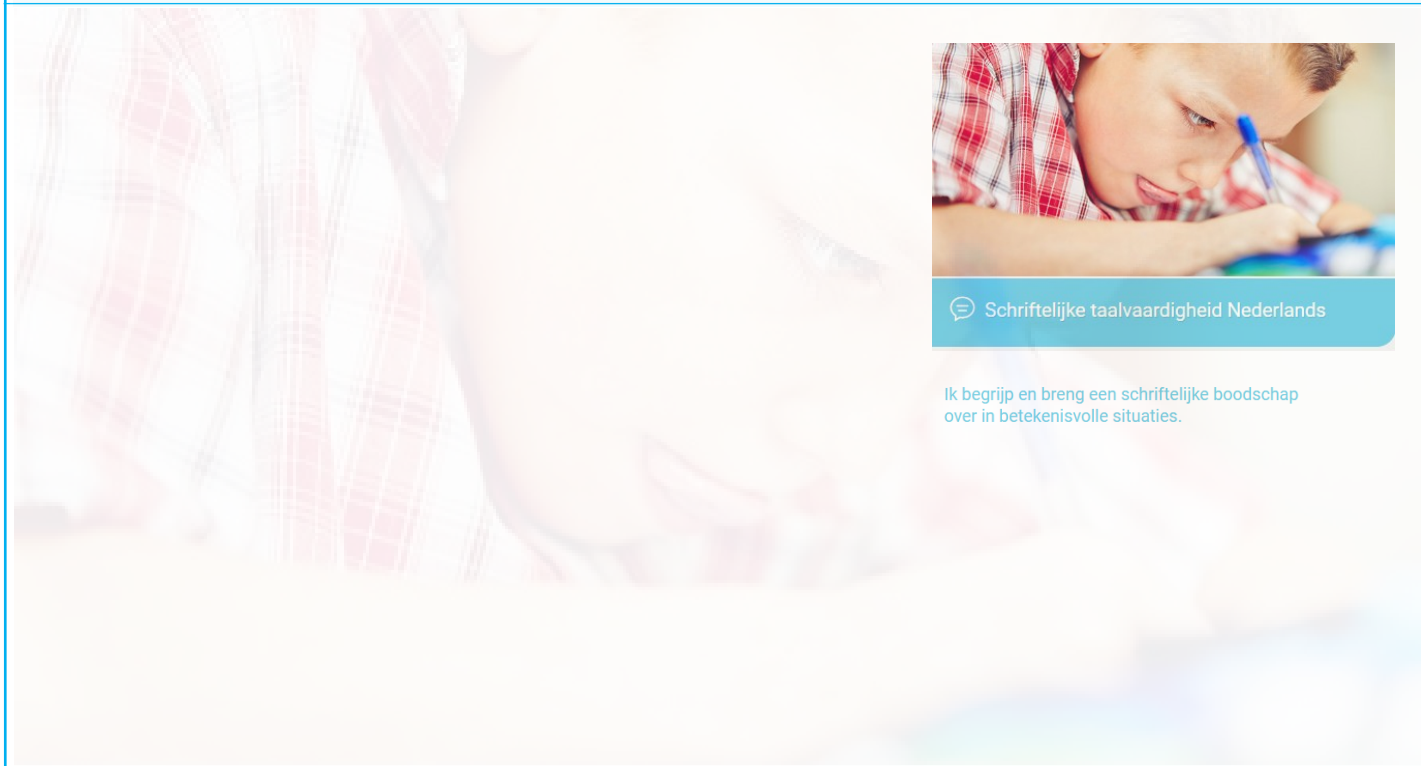 Schriftelijke taalvaardigheid Nederlands
Ik begrijp en breng een schriftelijke boodschap
over in betekenisvolle situaties.